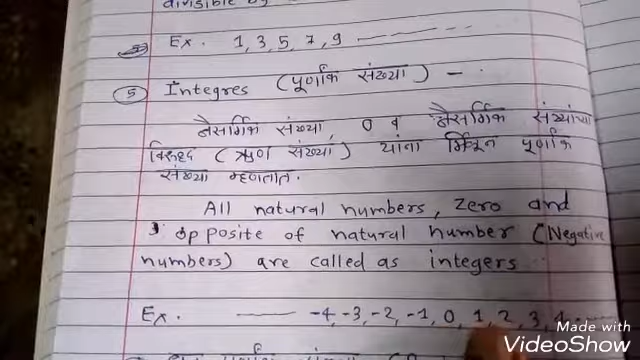 divisible by
Ex. 1, 3, 5, 7, 9
5 Integres (पूर्णांक संख्या) -
नैसर्गिक संख्या, 0 व नैसर्गिक संख्यांच्या
विरुद्ध (ऋण संख्या) यांना मिळून पूर्णांक
संख्या म्हणतात.
All natural numbers, zero and
opposite of natural number (Negative
numbers) are called as integers
Ex. -4, -3, -2, -1, 0, 1, 2, 3, 4
Made with
VideoShow